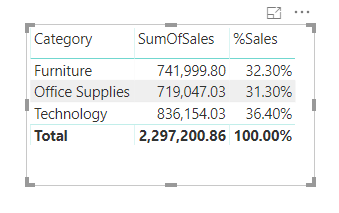 Category SumOfSales %Sales
Furniture 741,999.80 32.30%
Office Supplies 719,047.03 31.30%
Technology 836,154.03 36.40%
Total 2,297,200.86 100.00%